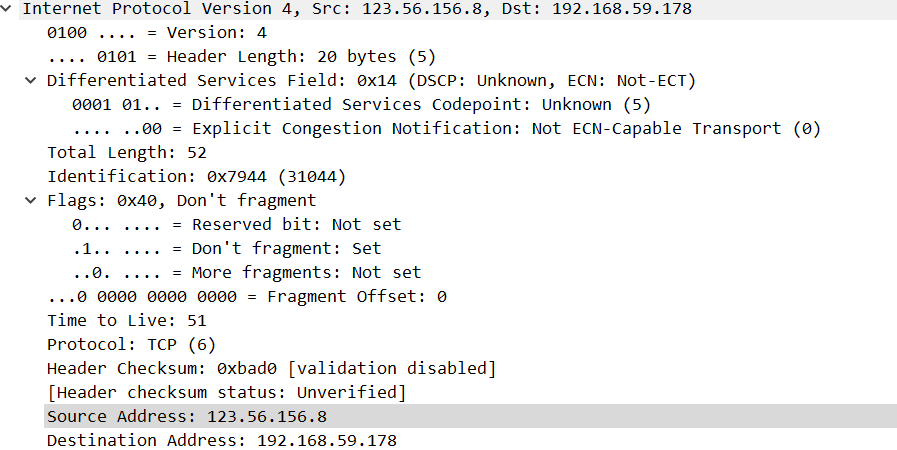 Internet Protocol Version 4, Src: 123.56.156.8, Dst: 192.168.59.178
0100 .... = Version: 4
.... 0101 = Header Length: 20 bytes (5)
Differentiated Services Field: 0x14 (DSCP: Unknown, ECN: Not-ECT)
0001 01.. = Differentiated Services Codepoint: Unknown (5)
.... ..00 = Explicit Congestion Notification: Not ECN-Capable Transport (0)
Total Length: 52
Identification: 0x7944 (31044)
Flags: 0x40, Don't fragment
0... .... = Reserved bit: Not set
.1.. .... = Don't fragment: Set
..0. .... = More fragments: Not set
...0 0000 0000 0000 = Fragment Offset: 0
Time to Live: 51
Protocol: TCP (6)
Header Checksum: 0xbad0 [validation disabled]
[Header checksum status: Unverified]
Source Address: 123.56.156.8
Destination Address: 192.168.59.178